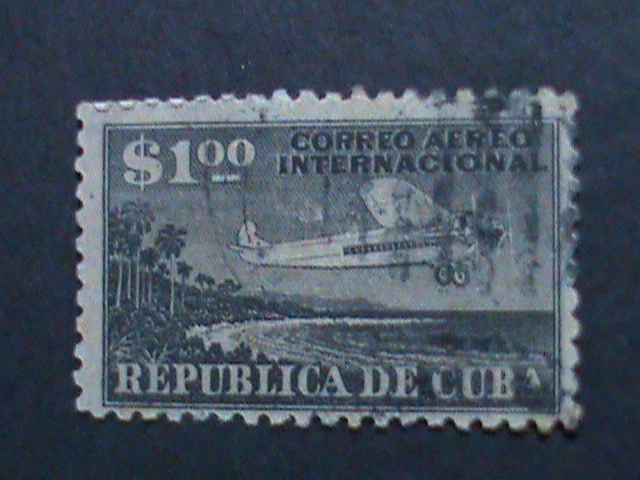 $1.00
CORREO AEREO
INTERNACIONAL
REPUBLICA DE CUBA